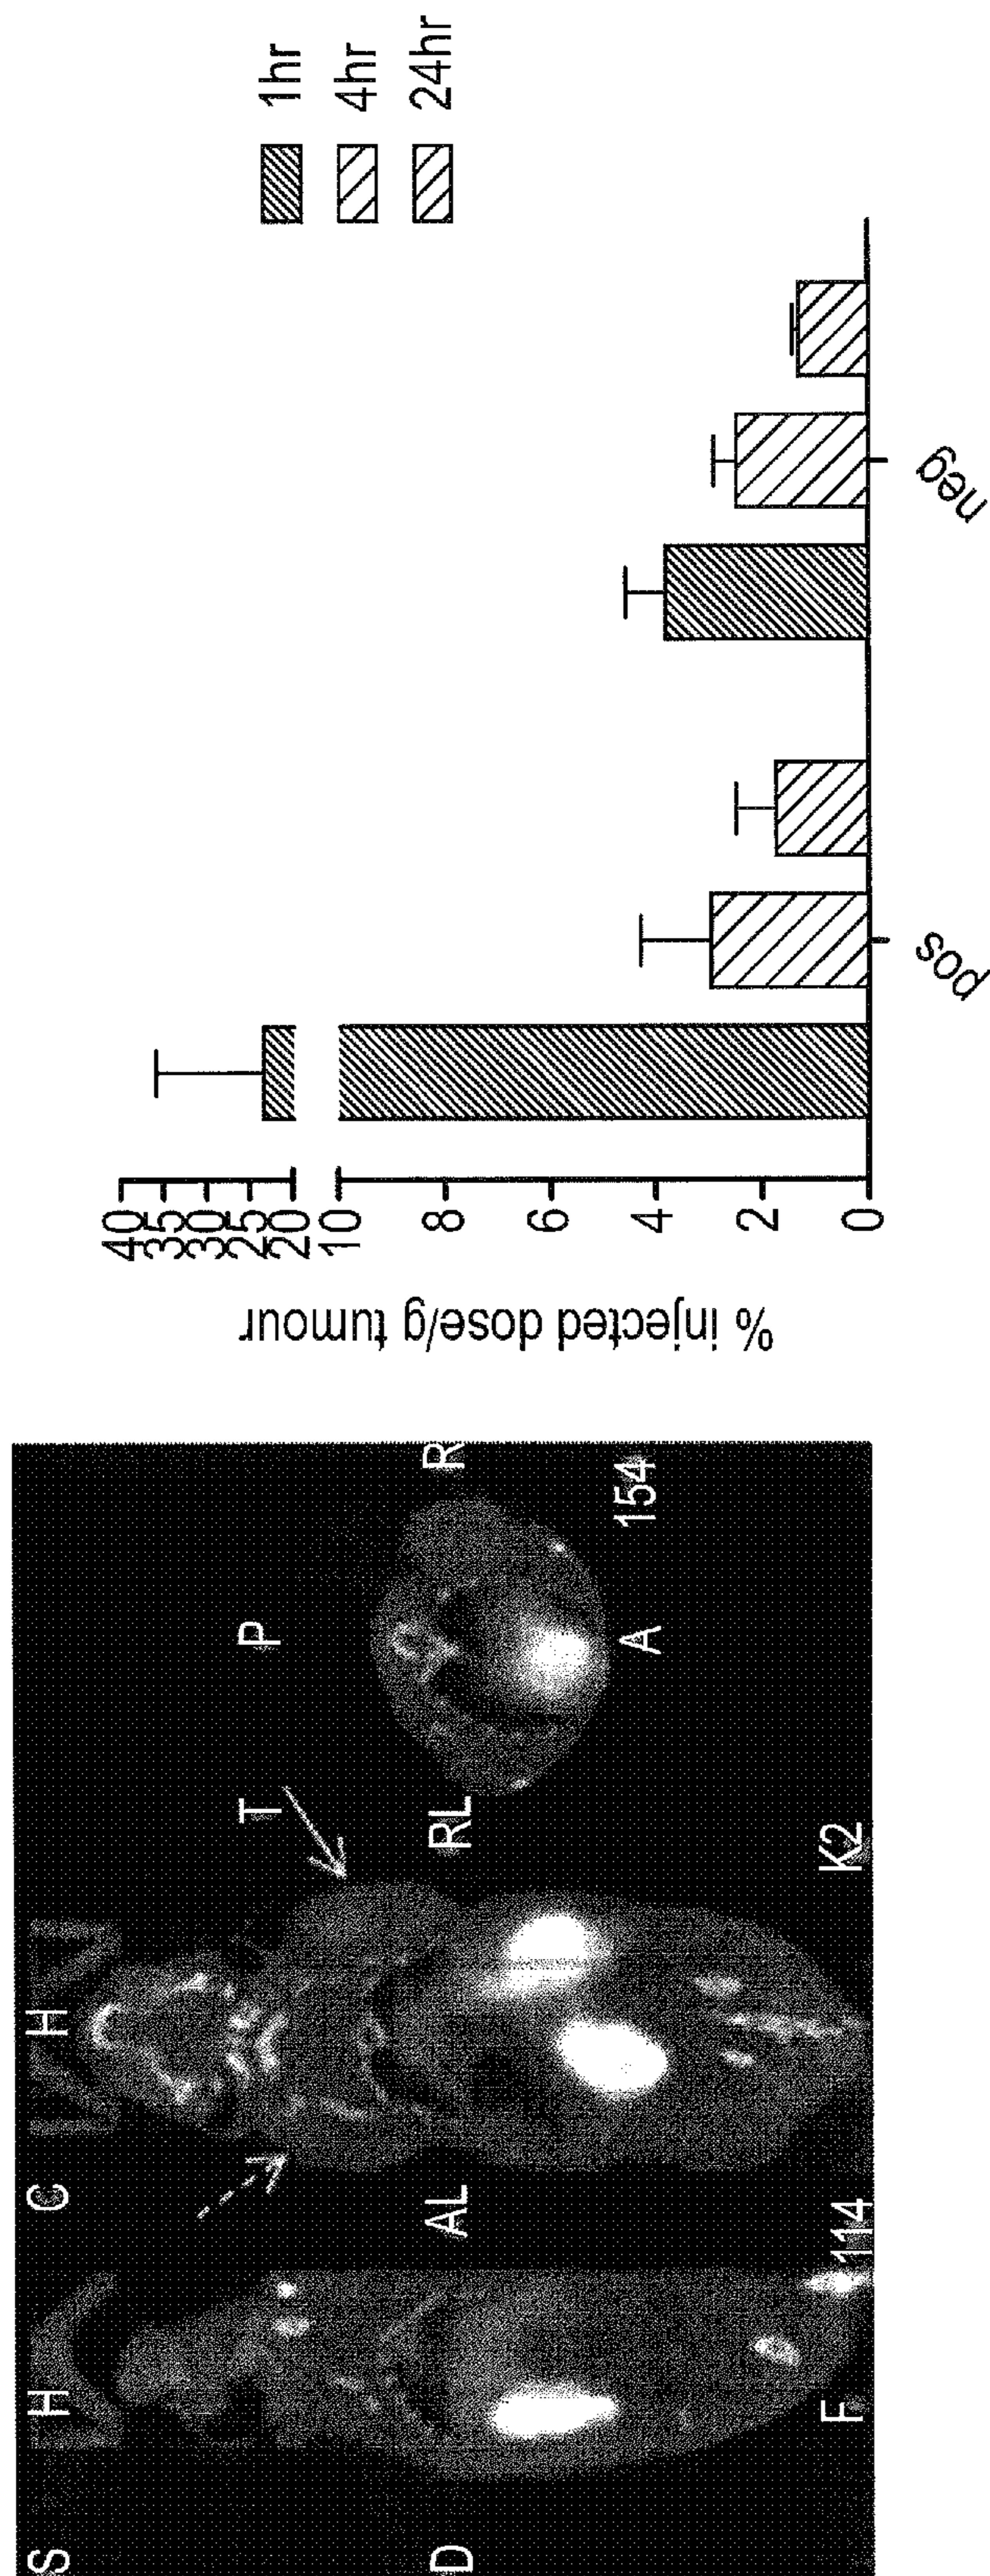 S
H
C
H
T
P
D
AL
RL
R
F
114
K2
A
154
% injected dose/g tumour
40
35
30
25
20
10
8
6
4
2
0
pos
neg
1hr
4hr
24hr